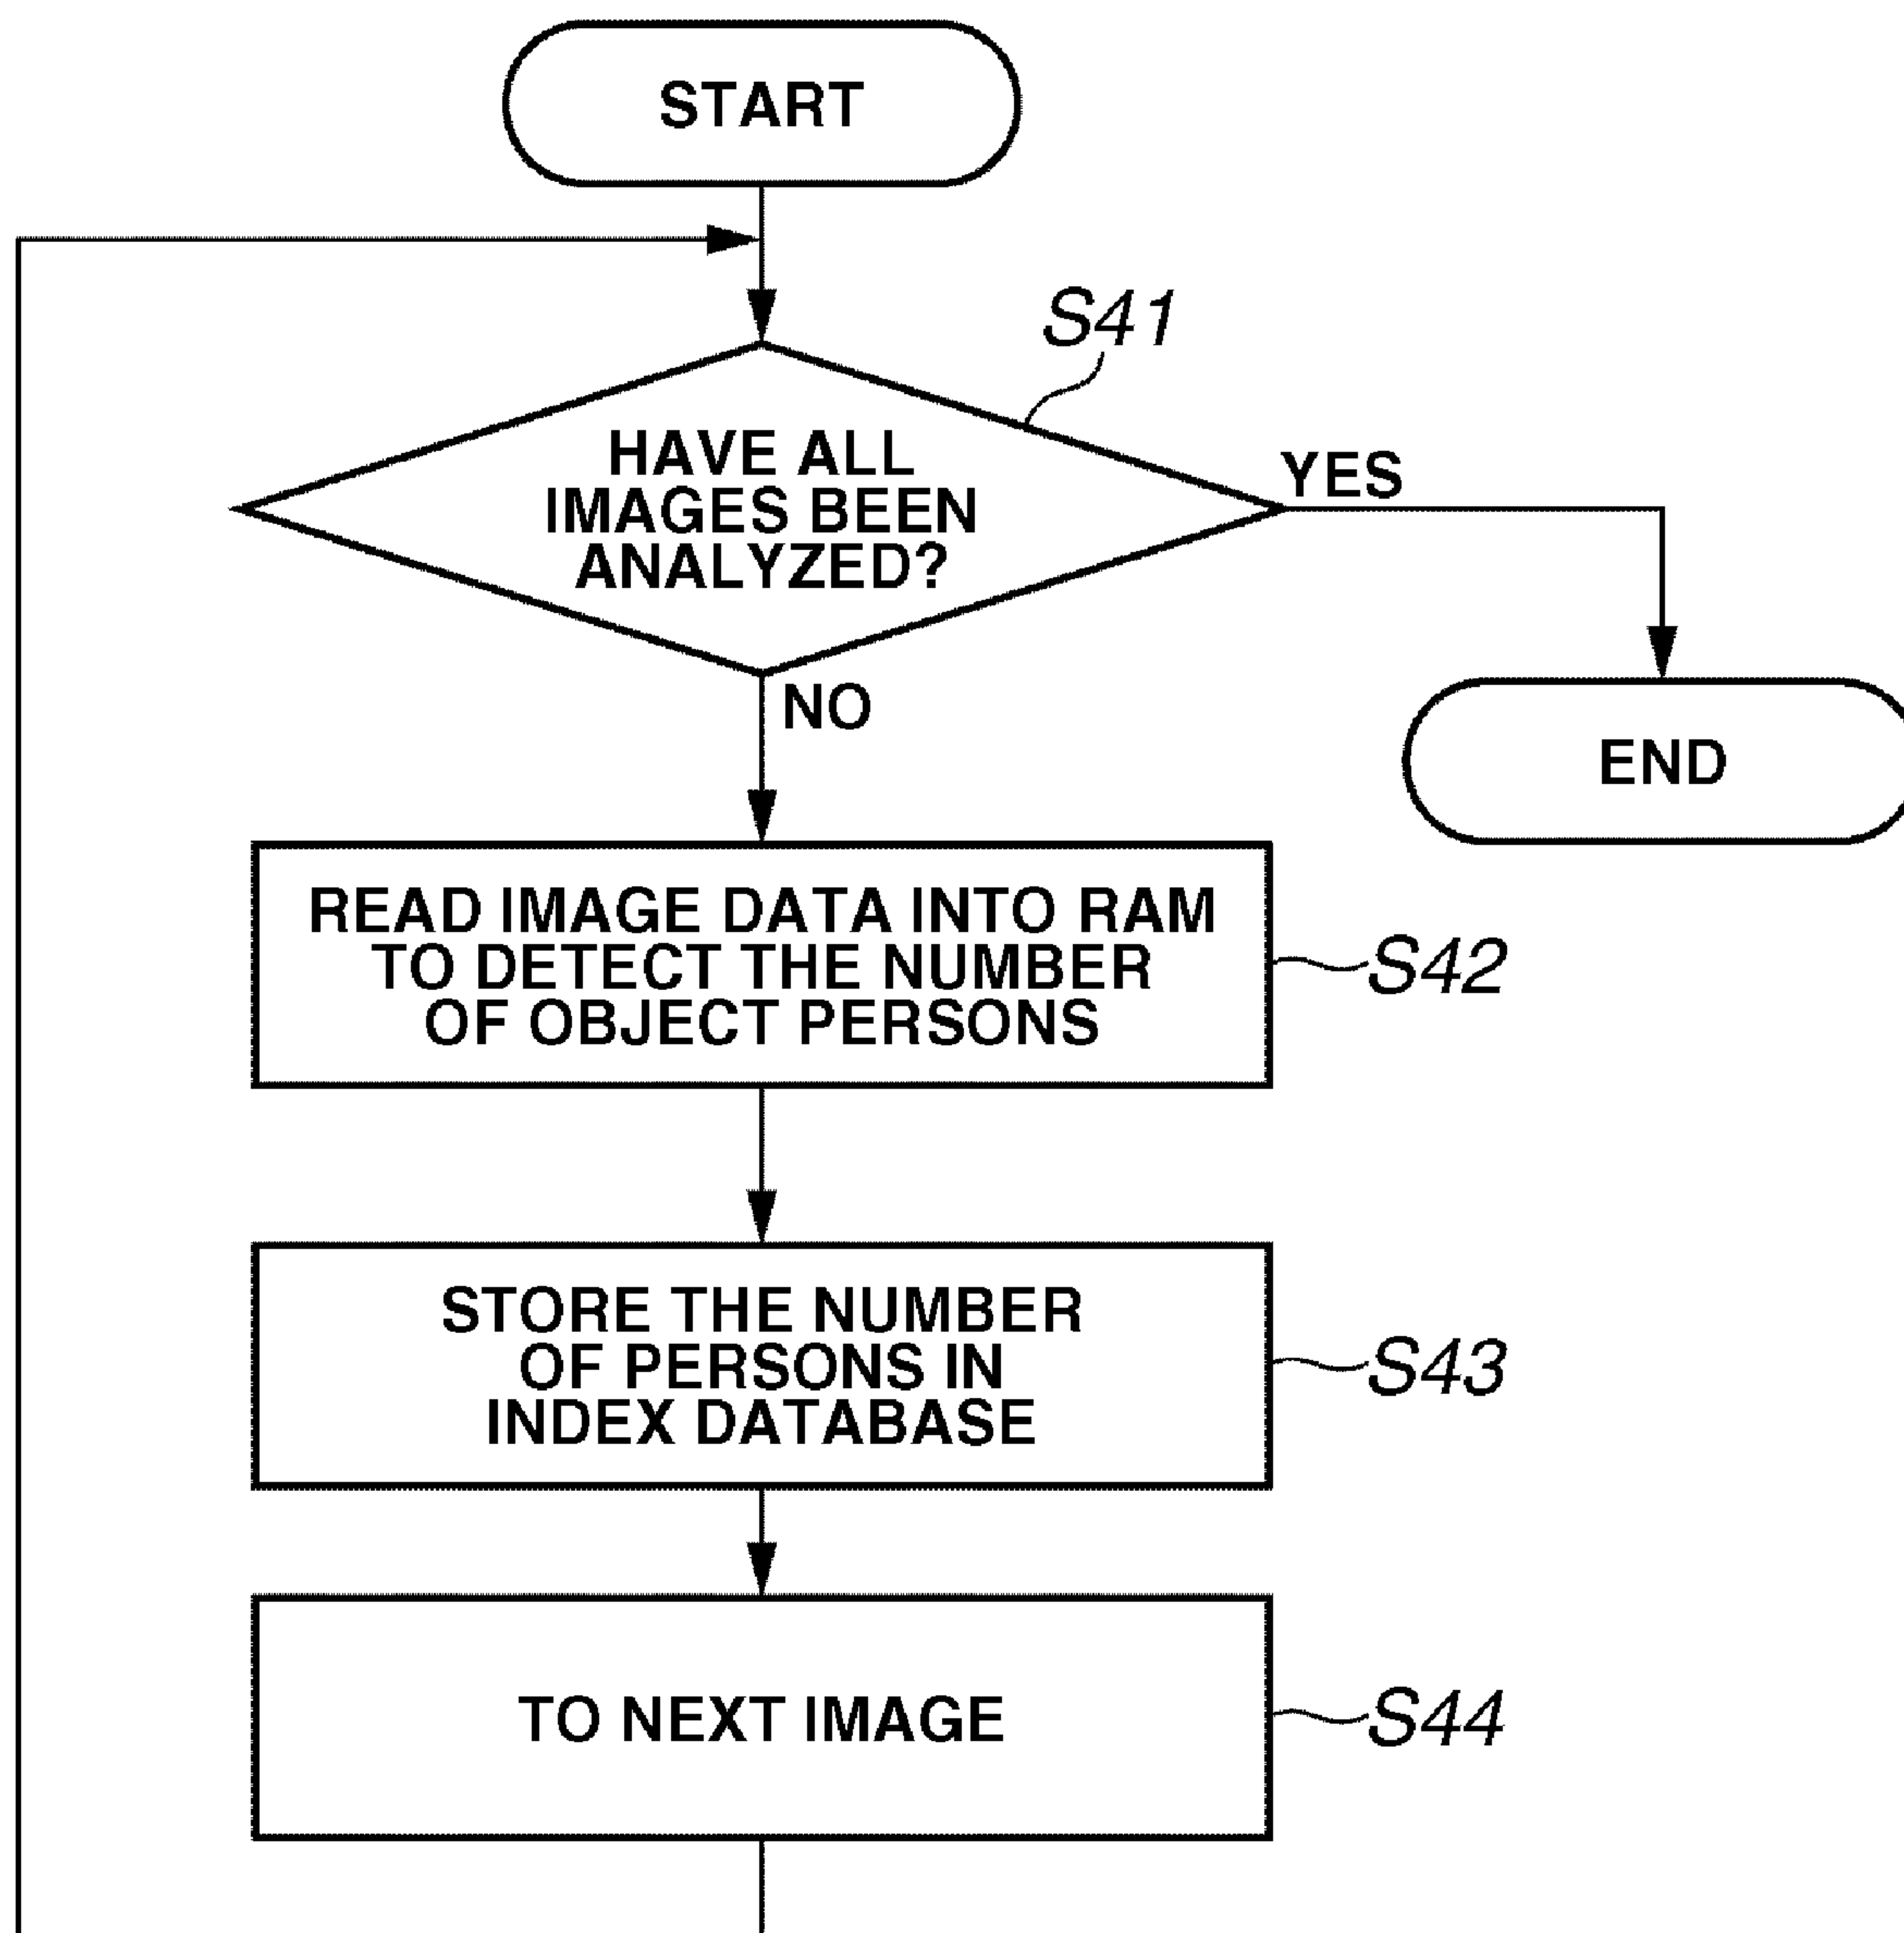 START
S41
HAVE ALL
IMAGES BEEN
ANALYZED?
YES
NO
END
READ IMAGE DATA INTO RAM
TO DETECT THE NUMBER
OF OBJECT PERSONS
S42
STORE THE NUMBER
OF PERSONS IN
INDEX DATABASE
S43
TO NEXT IMAGE
S44